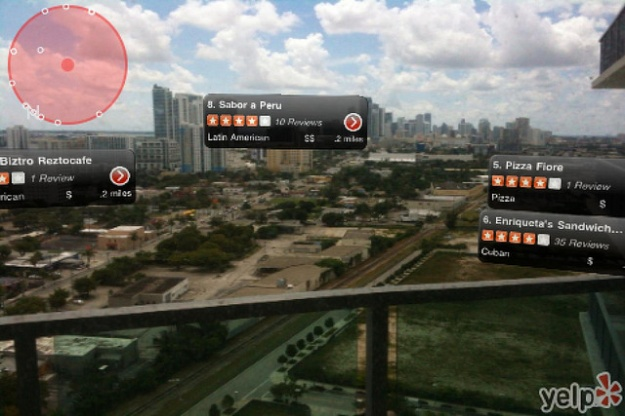 8. Sabor a Peru
10 Reviews
Latin American $$ .2 miles
Biztro Reztocafe
1 Review
rican $ .2 miles
5. Pizza Fiore
1 Review
Pizza $
6. Enriqueta's Sandwich...
35 Reviews
Cuban $
yelp